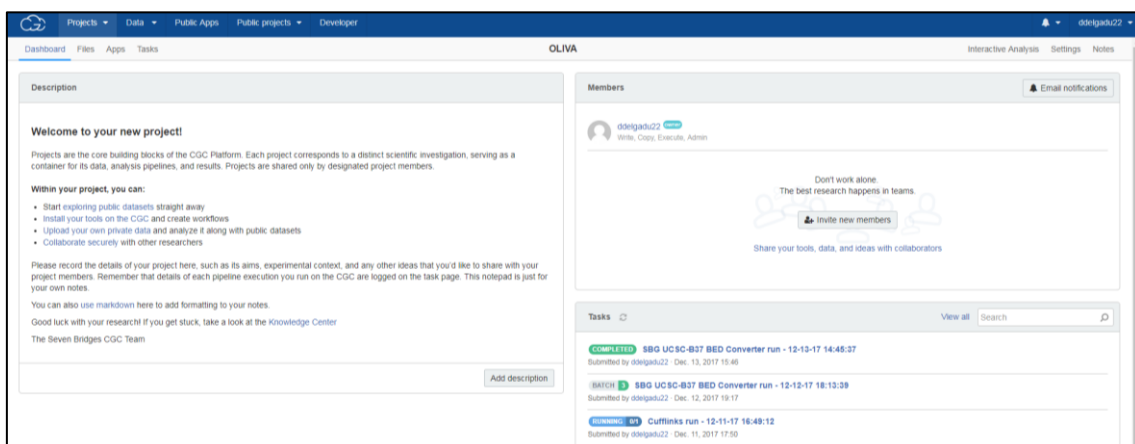 Projects Data Public Apps Public projects Developer ddelgadu22
Dashboard Files Apps Tasks OLIVA Interactive Analysis Settings Notes
Description
Welcome to your new project!
Projects are the core building blocks of the CGC Platform. Each project corresponds to a distinct scientific investigation, serving as a
container for its data, analysis pipelines, and results. Projects are shared only by designated project members.
Within your project, you can:
Start exploring public datasets straight away
Install your tools on the CGC and create workflows
Upload your own private data and analyze it along with public datasets
Collaborate securely with other researchers
Please record the details of your project here, such as its aims, experimental context, and any other ideas that you'd like to share with your
project members. Remember that details of each pipeline execution you run on the CGC are logged on the task page. This notepad is just for
your own notes.
You can also use markdown here to add formatting to your notes.
Good luck with your research! If you get stuck, take a look at the Knowledge Center
The Seven Bridges CGC Team
Add description
Members Email notifications
ddelgadu22
Write, Copy, Execute, Admin
Don't work alone.
The best research happens in teams.
Invite new members
Share your tools, data, and ideas with collaborators
Tasks View all Search
COMPLETED SBG UCSC-B37 BED Converter run - 12-13-17 14:45:37
Submitted by ddelgadu22 · Dec. 13, 2017 15:46
BATCH 3 SBG UCSC-B37 BED Converter run - 12-12-17 18:13:39
Submitted by ddelgadu22 · Dec. 12, 2017 19:17
RUNNING 0/1 Cufflinks run - 12-11-17 16:49:12
Submitted by ddelgadu22 · Dec. 11, 2017 17:50